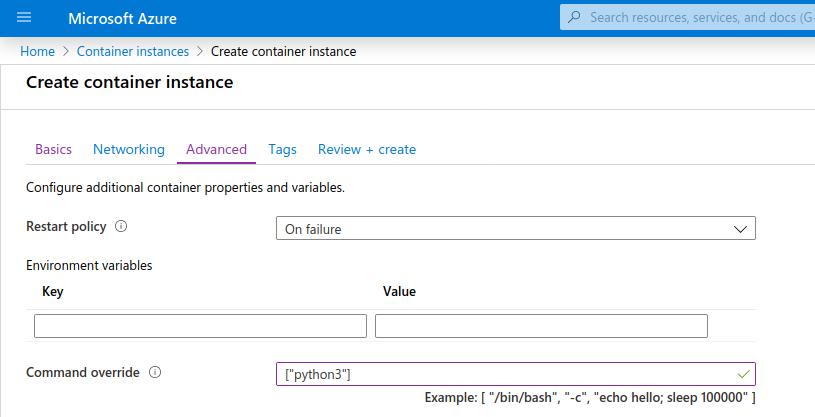 Microsoft Azure
Search resources, services, and docs (G+
Home > Container instances > Create container instance
Create container instance
Basics Networking Advanced Tags Review + create
Configure additional container properties and variables.
Restart policy On failure
Environment variables
Key Value
Command override ["python3"]
Example: [ "/bin/bash", "-c", "echo hello; sleep 100000" ]